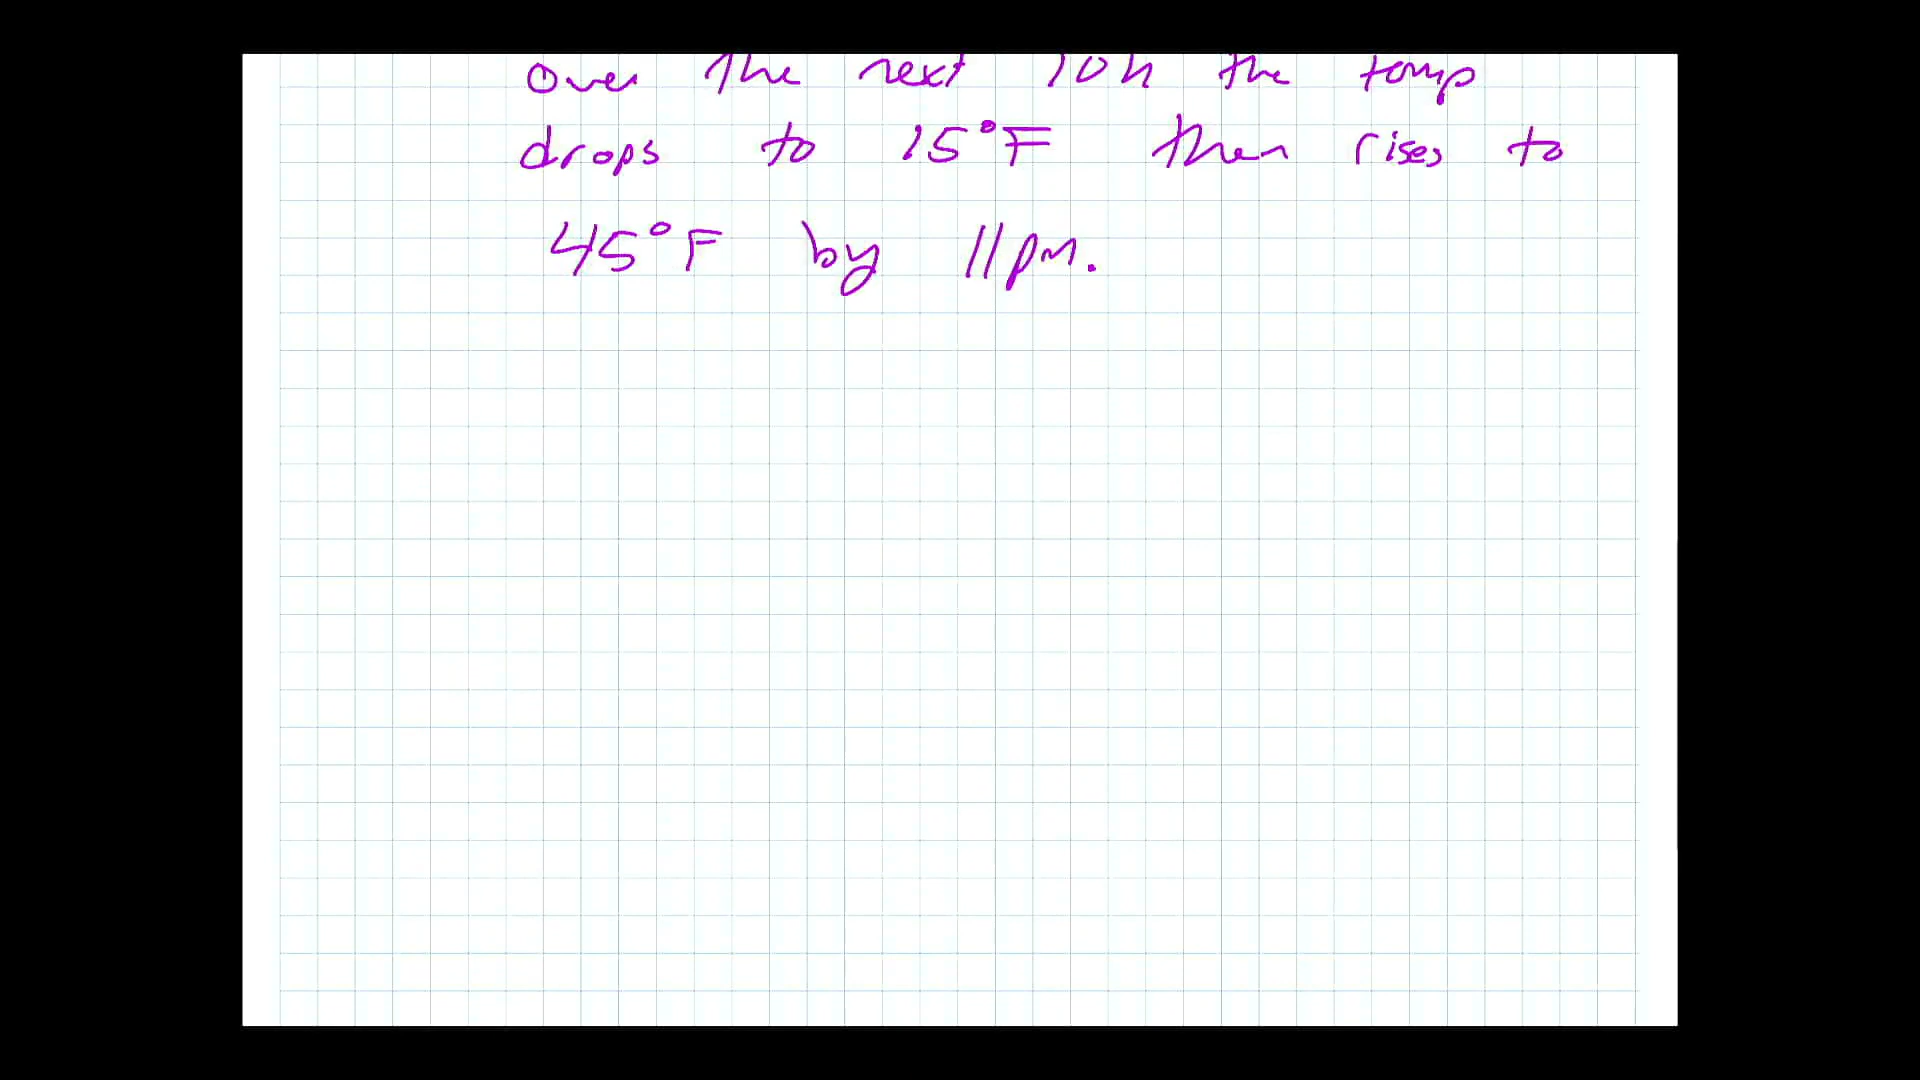 Over the next 10h the temp
drops to 15°F then rises to
45°F by 11pm.